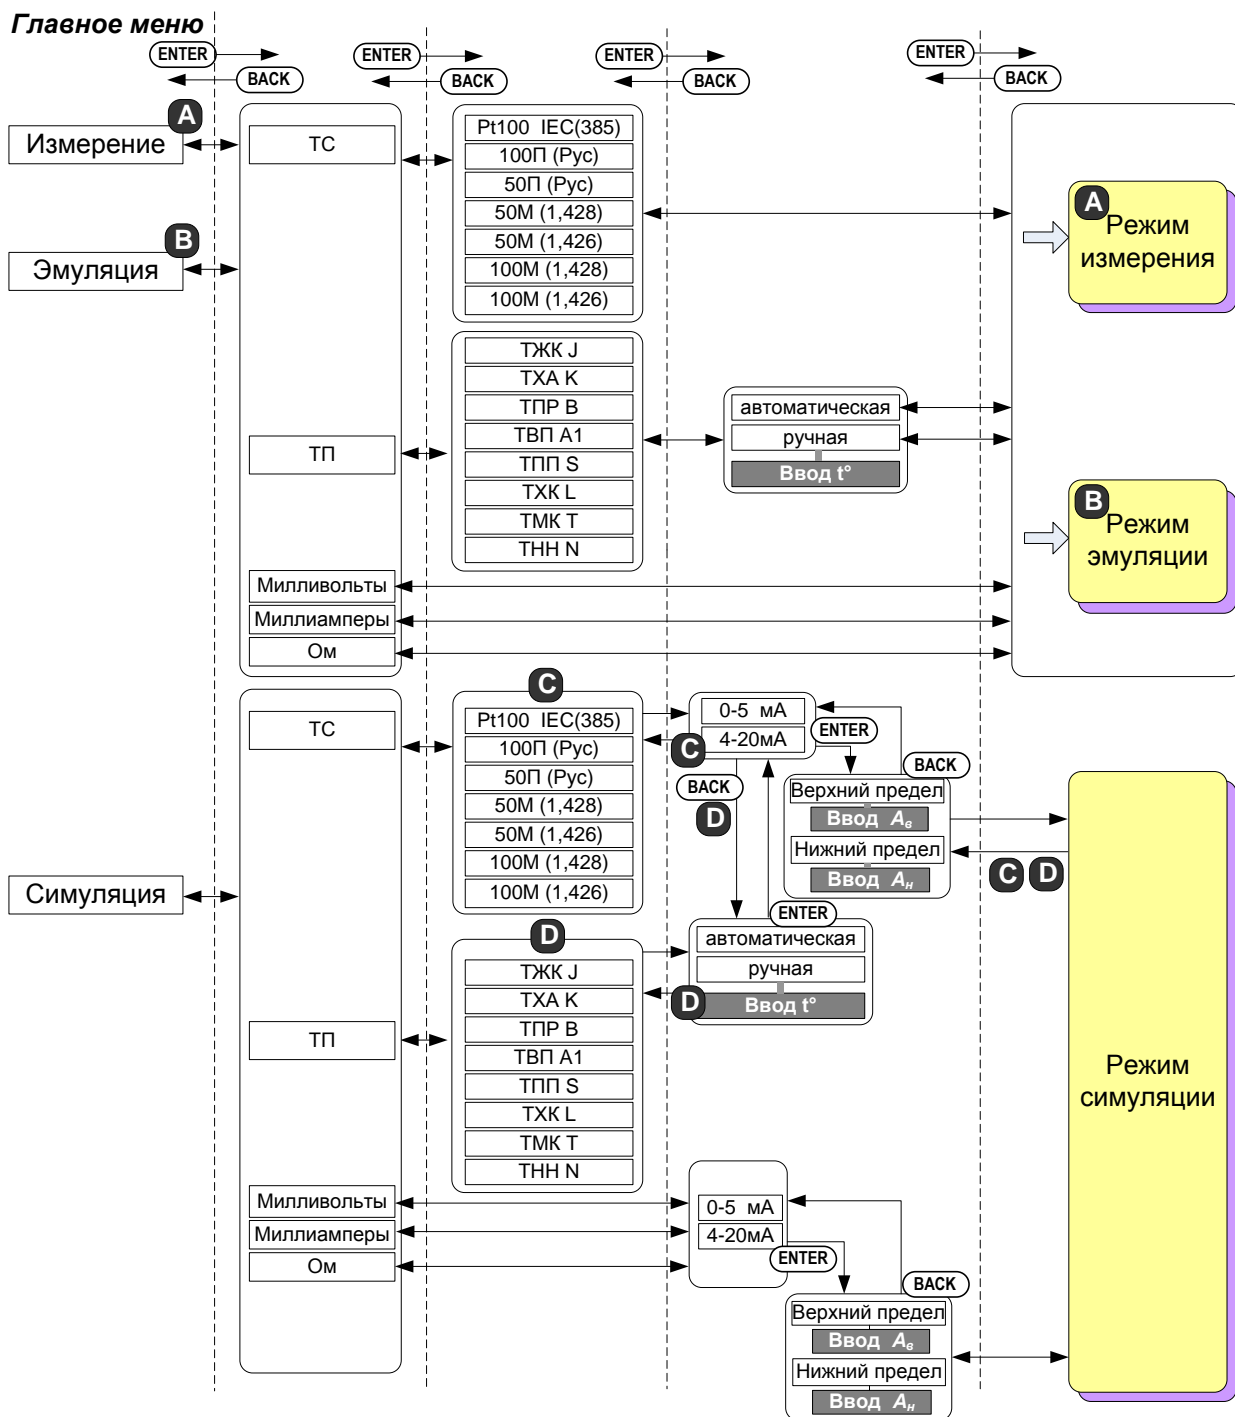 Главное меню
ENTER
BACK
ENTER
BACK
ENTER
BACK
ENTER
BACK
A
Измерение
B
Эмуляция
ТС
ТП
Милливольты
Миллиамперы
Ом
Pt100 IEC(385)
100П (Рус)
50П (Рус)
50М (1,428)
50М (1,426)
100М (1,428)
100М (1,426)
ТЖК J
ТХА K
ТПР B
ТВП А1
ТПП S
ТХК L
ТМК Т
ТНН N
автоматическая
ручная
Ввод t°
A
Режим
измерения
B
Режим
эмуляции
Симуляция
ТС
ТП
Милливольты
Миллиамперы
Ом
C
Pt100 IEC(385)
100П (Рус)
50П (Рус)
50М (1,428)
50М (1,426)
100М (1,428)
100М (1,426)
D
ТЖК J
ТХА K
ТПР B
ТВП А1
ТПП S
ТХК L
ТМК Т
ТНН N
0-5 мА
4-20мА
C
ENTER
BACK
D
BACK
Верхний предел
Ввод Aв
Нижний предел
Ввод Aн
C D
ENTER
автоматическая
ручная
D
Ввод t°
0-5 мА
4-20мА
ENTER
BACK
Верхний предел
Ввод Aв
Нижний предел
Ввод Aн
Режим
симуляции